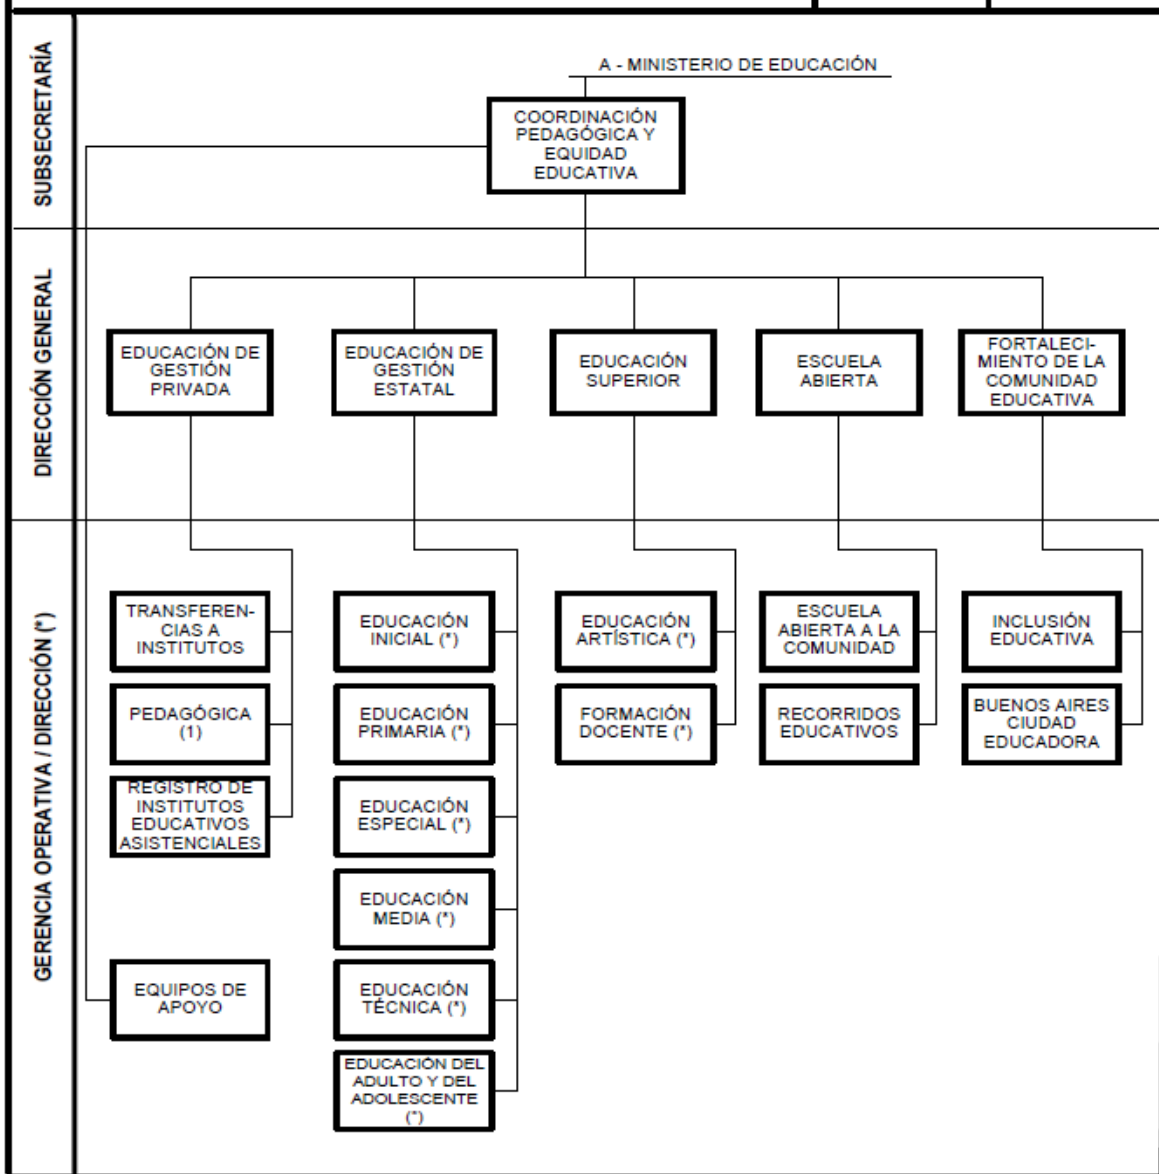 SUBSECRETARÍA
A - MINISTERIO DE EDUCACIÓN
COORDINACIÓN
PEDAGÓGICA Y
EQUIDAD
EDUCATIVA
DIRECCIÓN GENERAL
EDUCACIÓN DE
GESTIÓN
PRIVADA
EDUCACIÓN DE
GESTIÓN
ESTATAL
EDUCACIÓN
SUPERIOR
ESCUELA
ABIERTA
FORTALECI-
MIENTO DE LA
COMUNIDAD
EDUCATIVA
GERENCIA OPERATIVA / DIRECCIÓN (*)
TRANSFEREN-
CIAS A
INSTITUTOS
PEDAGÓGICA
(1)
REGISTRO DE
INSTITUTOS
EDUCATIVOS
ASISTENCIALES
EQUIPOS DE
APOYO
EDUCACIÓN
INICIAL (*)
EDUCACIÓN
PRIMARIA (*)
EDUCACIÓN
ESPECIAL (*)
EDUCACIÓN
MEDIA (*)
EDUCACIÓN
TÉCNICA (*)
EDUCACIÓN DEL
ADULTO Y DEL
ADOLESCENTE
(*)
EDUCACIÓN
ARTÍSTICA (*)
FORMACIÓN
DOCENTE (*)
ESCUELA
ABIERTA A LA
COMUNIDAD
RECORRIDOS
EDUCATIVOS
INCLUSIÓN
EDUCATIVA
BUENOS AIRES
CIUDAD
EDUCADORA